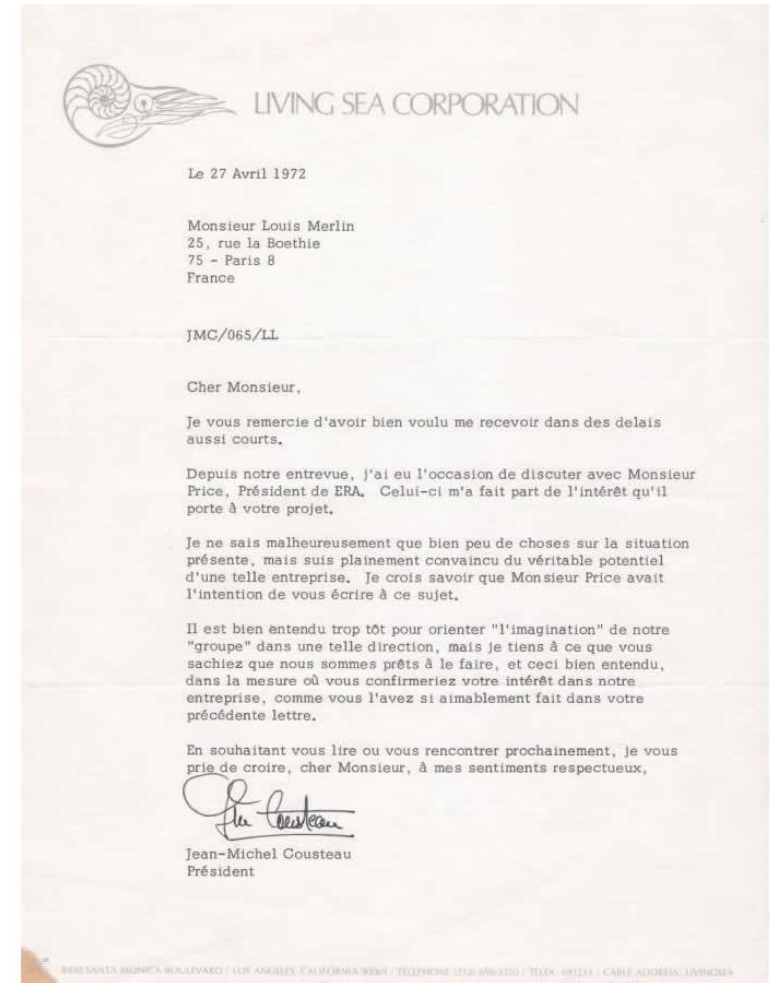 LIVING SEA CORPORATION
Le 27 Avril 1972
Monsieur Louis Merlin
25, rue la Boethie
75 - Paris 8
France
JMC/065/LL
Cher Monsieur,
Je vous remercie d'avoir bien voulu me recevoir dans des delais
aussi courts.
Depuis notre entrevue, j'ai eu l'occasion de discuter avec Monsieur
Price, Président de ERA. Celui-ci m'a fait part de l'intérêt qu'il
porte à votre projet.
Je ne sais malheureusement que bien peu de choses sur la situation
présente, mais suis plainement convaincu du véritable potentiel
d'une telle entreprise. Je crois savoir que Monsieur Price avait
l'intention de vous écrire à ce sujet.
Il est bien entendu trop tôt pour orienter "l'imagination" de notre
"groupe" dans une telle direction, mais je tiens à ce que vous
sachiez que nous sommes prêts à le faire, et ceci bien entendu,
dans la mesure où vous confirmeriez votre intérêt dans notre
entreprise, comme vous l'avez si aimablement fait dans votre
précédente lettre.
En souhaitant vous lire ou vous rencontrer prochainement, je vous
prie de croire, cher Monsieur, à mes sentiments respectueux,
Jean-Michel Cousteau
Président
8430 SANTA MONICA BOULEVARD / LOS ANGELES, CALIFORNIA 90069 / TELEPHONE (213) / TELEX: / CABLE ADDRESS: LIVINGSEA